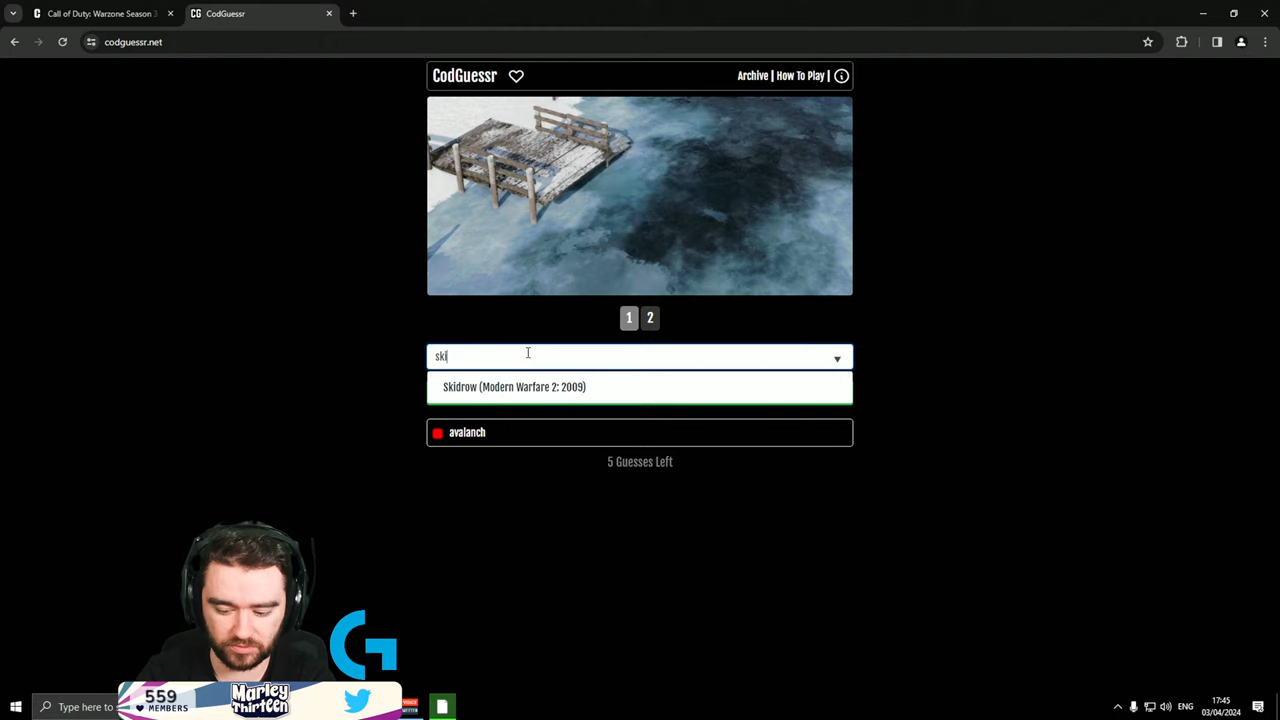 Call of Duty: Warzone Season 3
CG CodGuessr
codguessr.net
CodGuessr
Archive | How To Play |
1 2
ski
Skidrow (Modern Warfare 2: 2009)
avalanch
5 Guesses Left
559
MEMBERS
Marley
Thirteen
Type here to s
ENG
17:45
03/04/2024